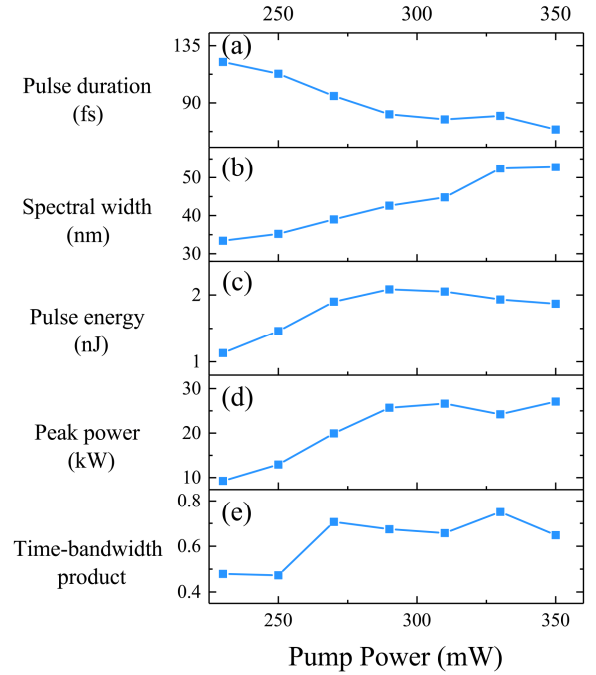 250 300 350
(a)
135
90
Pulse duration
(fs)
(b)
50
40
30
Spectral width
(nm)
(c)
2
1
Pulse energy
(nJ)
(d)
30
20
10
Peak power
(kW)
(e)
0.8
0.6
0.4
Time-bandwidth
product
250 300 350
Pump Power (mW)